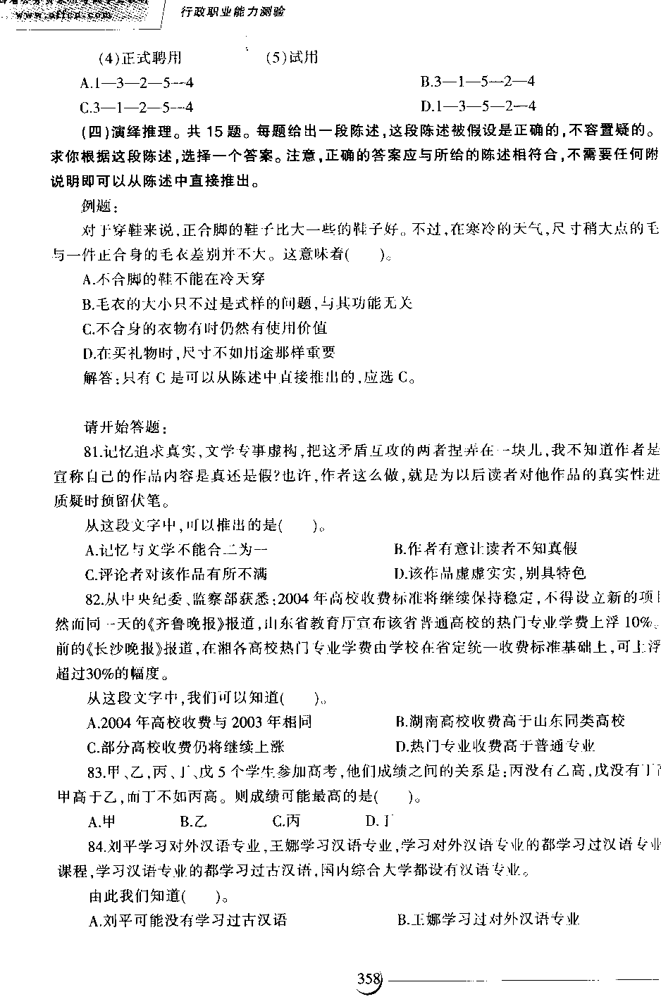 www.offcn.com
行政职业能力测验
(4)正式聘用 (5)试用
A.1—3—2—5—4 B.3—1—5—2—4
C.3—1—2—5—4 D.1—3—5—2—4
(四)演绎推理。共 15 题。每题给出一段陈述,这段陈述被假设是正确的,不容置疑的。
求你根据这段陈述,选择一个答案。注意,正确的答案应与所给的陈述相符合,不需要任何附
说明即可以从陈述中直接推出。
例题:
对于穿鞋来说,正合脚的鞋子比大一些的鞋子好。不过,在寒冷的天气,尺寸稍大点的毛
与一件正合身的毛衣差别并不大。这意味着( )。
A.不合脚的鞋不能在冷天穿
B.毛衣的大小只不过是式样的问题,与其功能无关
C.不合身的衣物有时仍然有使用价值
D.在买礼物时,尺寸不如用途那样重要
解答:只有 C 是可以从陈述中直接推出的,应选 C。
请开始答题:
81.记忆追求真实,文学专事虚构,把这矛盾互攻的两者捏弄在一块儿,我不知道作者是
宣称自己的作品内容是真还是假?也许,作者这么做,就是为以后读者对他作品的真实性进
质疑时预留伏笔。
从这段文字中,可以推出的是( )。
A.记忆与文学不能合二为一 B.作者有意让读者不知真假
C.评论者对该作品有所不满 D.该作品虚虚实实,别具特色
82.从中央纪委、监察部获悉:2004 年高校收费标准将继续保持稳定,不得设立新的项目
然而同一天的《齐鲁晚报》报道,山东省教育厅宣布该省普通高校的热门专业学费上浮 10%。
前的《长沙晚报》报道,在湘各高校热门专业学费由学校在省定统一收费标准基础上,可上浮
超过30%的幅度。
从这段文字中,我们可以知道( )。
A.2004 年高校收费与 2003 年相同 B.湖南高校收费高于山东同类高校
C.部分高校收费仍将继续上涨 D.热门专业收费高于普通专业
83.甲、乙,丙、丁、戊 5 个学生参加高考,他们成绩之间的关系是:丙没有乙高,戊没有丁高
甲高于乙,而丁不如丙高。则成绩可能最高的是( )。
A.甲 B.乙 C.丙 D.丁
84.刘平学习对外汉语专业,王娜学习汉语专业,学习对外汉语专业的都学习过汉语专业
课程,学习汉语专业的都学习过古汉语,国内综合大学都设有汉语专业。
由此我们知道( )。
A.刘平可能没有学习过古汉语 B.王娜学习过对外汉语专业
358